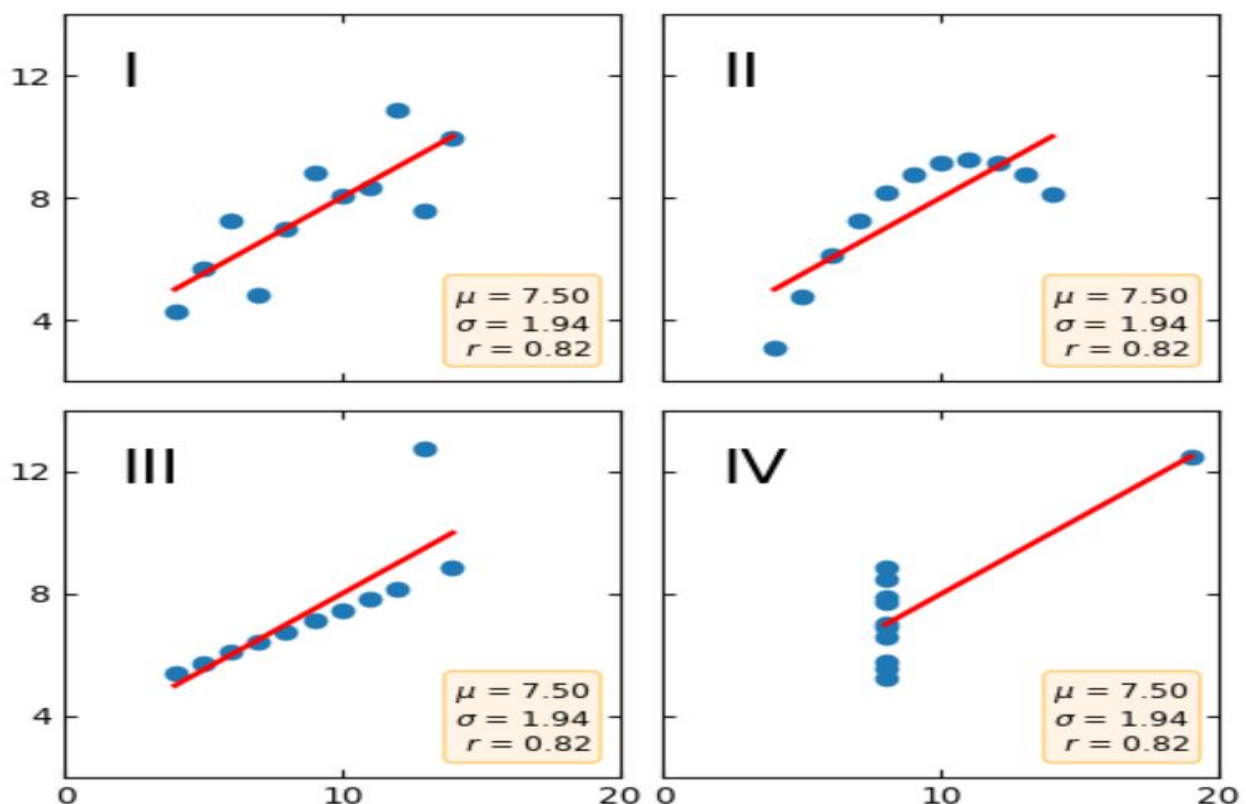 I
II
12
8
4
μ = 7.50
σ = 1.94
r = 0.82
μ = 7.50
σ = 1.94
r = 0.82
III
IV
12
8
4
μ = 7.50
σ = 1.94
r = 0.82
μ = 7.50
σ = 1.94
r = 0.82
0
10
20
0
10
20